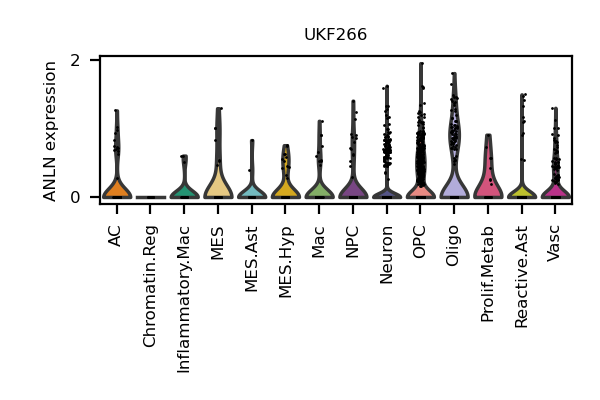 UKF266
ANLN expression
2
0
AC
Chromatin.Reg
Inflammatory.Mac
MES
MES.Ast
MES.Hyp
Mac
NPC
Neuron
OPC
Oligo
Prolif.Metab
Reactive.Ast
Vasc